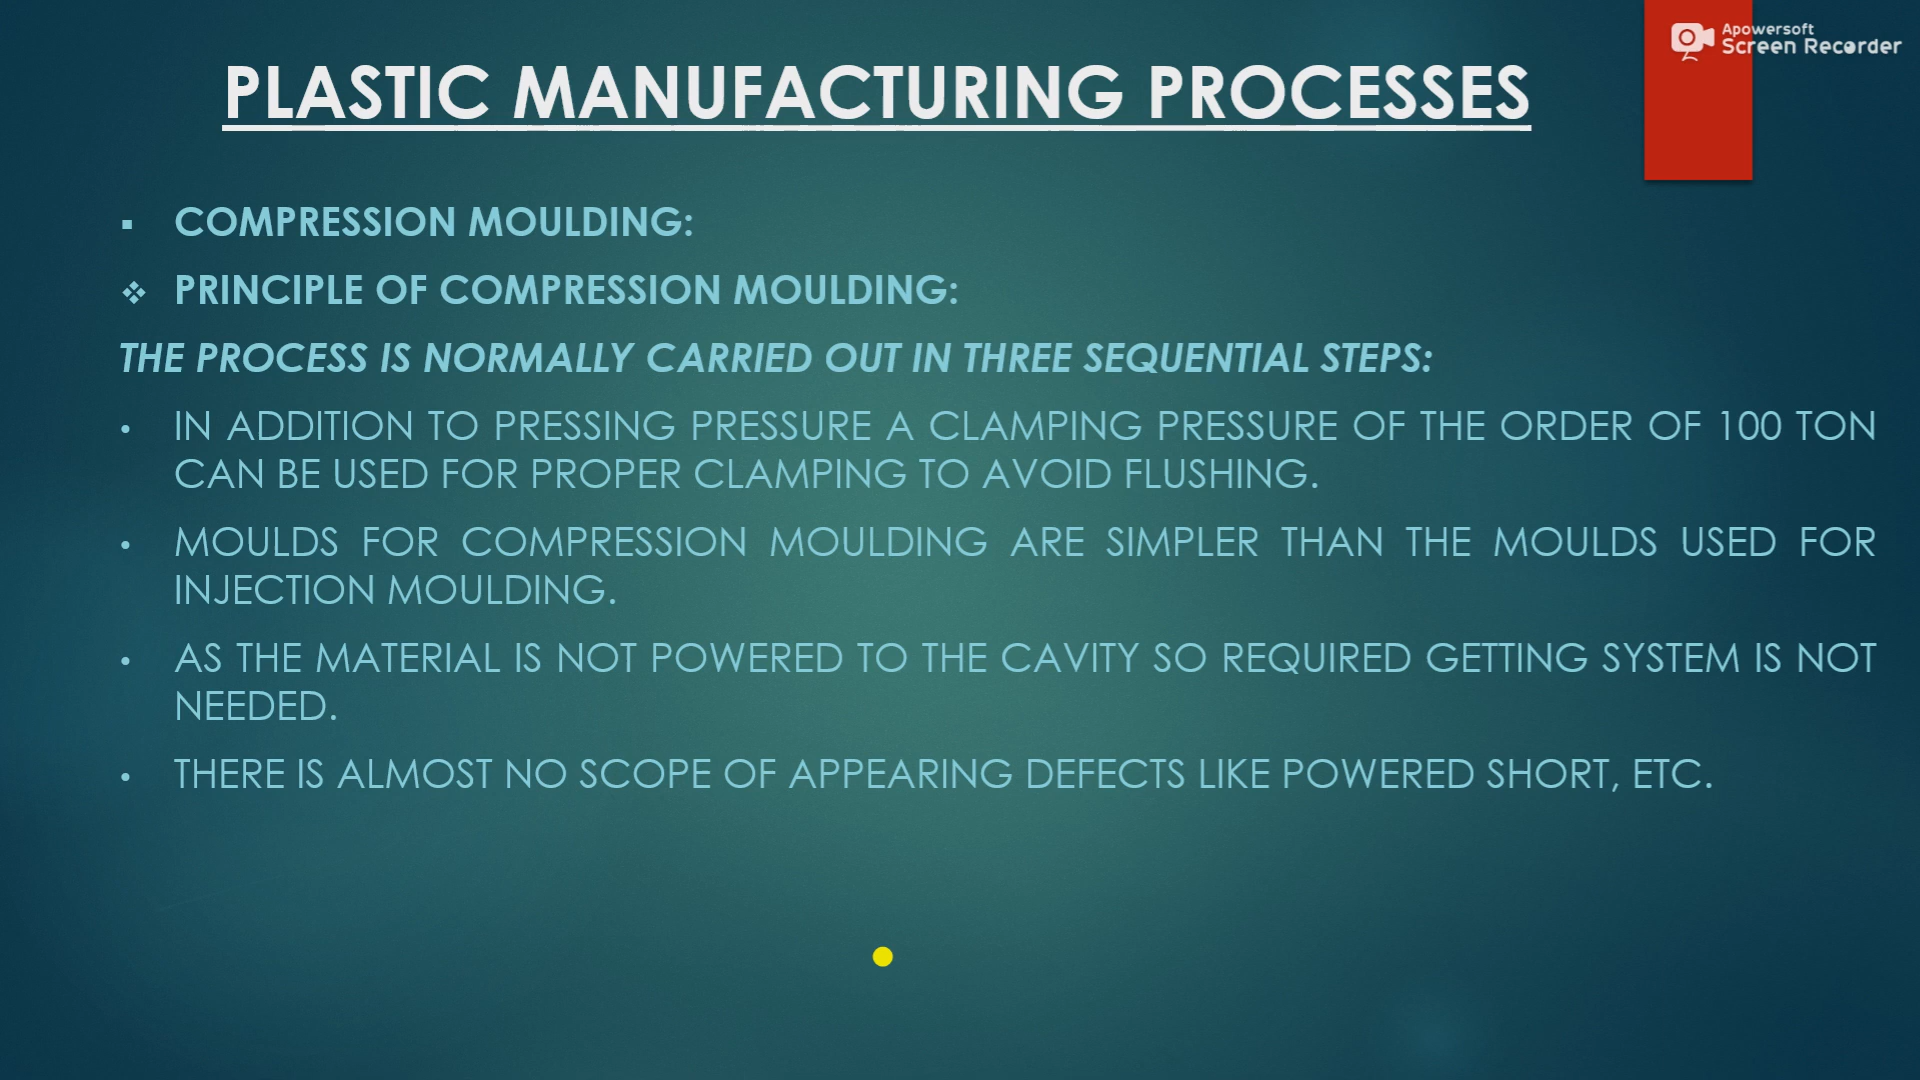 Apowersoft
Screen Recorder
PLASTIC MANUFACTURING PROCESSES
COMPRESSION MOULDING:
PRINCIPLE OF COMPRESSION MOULDING:
THE PROCESS IS NORMALLY CARRIED OUT IN THREE SEQUENTIAL STEPS:
IN ADDITION TO PRESSING PRESSURE A CLAMPING PRESSURE OF THE ORDER OF 100 TON
CAN BE USED FOR PROPER CLAMPING TO AVOID FLUSHING.
MOULDS FOR COMPRESSION MOULDING ARE SIMPLER THAN THE MOULDS USED FOR
INJECTION MOULDING.
AS THE MATERIAL IS NOT POWERED TO THE CAVITY SO REQUIRED GETTING SYSTEM IS NOT
NEEDED.
THERE IS ALMOST NO SCOPE OF APPEARING DEFECTS LIKE POWERED SHORT, ETC.